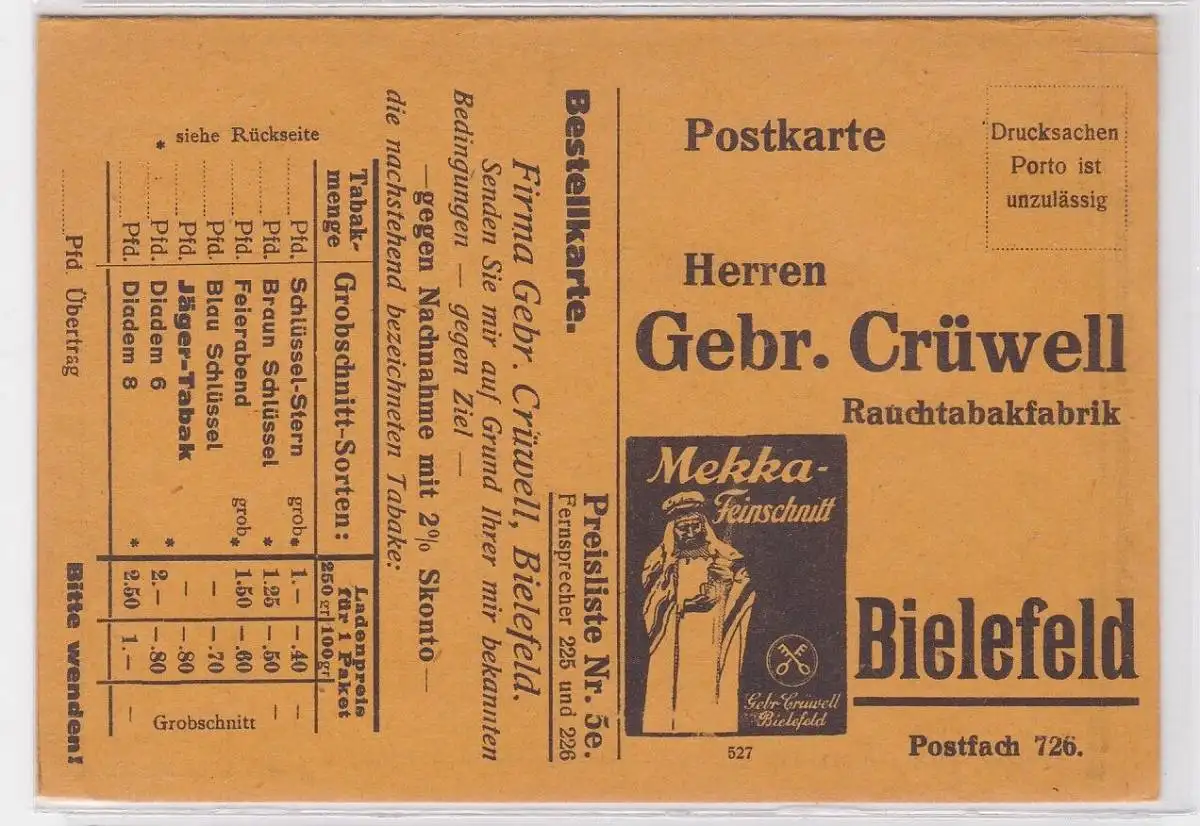 Postkarte
Drucksachen
Porto ist
unzulässig
Herren
Gebr. Crüwell
Rauchtabakfabrik
Mekka-
Feinschnitt
Gebr. Crüwell
Bielefeld
527
Bielefeld
Postfach 726.
Bestellkarte.
Preisliste Nr. 5e.
Fernsprecher 225 und 226
Firma Gebr. Crüwell, Bielefeld.
Senden Sie mir auf Grund Ihrer mir bekannten
Bedingungen — gegen Ziel —
—gegen Nachnahme mit 2% Skonto—
die nachstehend bezeichneten Tabake:
Tabak-menge Grobschnitt-Sorten: Ladenpreis für 1 Paket 250 gr 100 gr
Pfd. Schlüssel-Stern grob* 1.— —.40 —
Pfd. Braun Schlüssel * 1.25 —.50 —
Pfd. Feierabend grob* 1.50 —.60
Pfd. Blau Schlüssel — —.70
Pfd. Jäger-Tabak * — —.80
Pfd. Diadem 6 * 2.— —.80
Pfd. Diadem 8 * 2.50 1.— —
* siehe Rückseite
Grobschnitt
Pfd Übertrag
Bitte wenden!